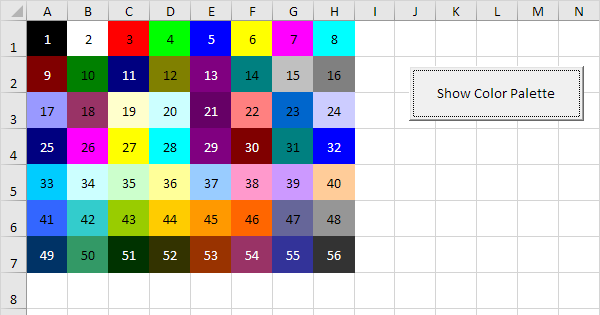 A B C D E F G H I J K L M N
1 1 2 3 4 5 6 7 8
2 9 10 11 12 13 14 15 16 Show Color Palette
3 17 18 19 20 21 22 23 24
4 25 26 27 28 29 30 31 32
5 33 34 35 36 37 38 39 40
6 41 42 43 44 45 46 47 48
7 49 50 51 52 53 54 55 56
8